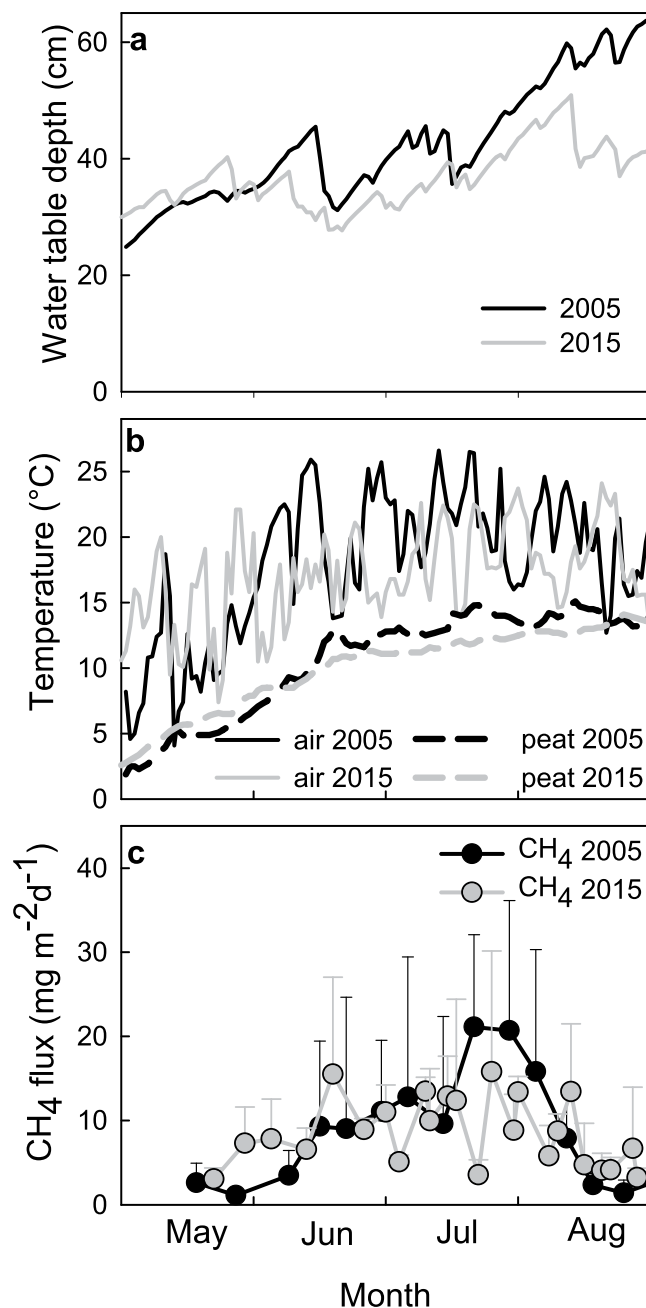 a
Water table depth (cm)
60
40
20
0
2005
2015
b
Temperature (°C)
25
20
15
10
5
0
air 2005 peat 2005
air 2015 peat 2015
c
CH4 flux (mg m-2d-1)
40
30
20
10
0
CH4 2005
CH4 2015
May Jun Jul Aug
Month